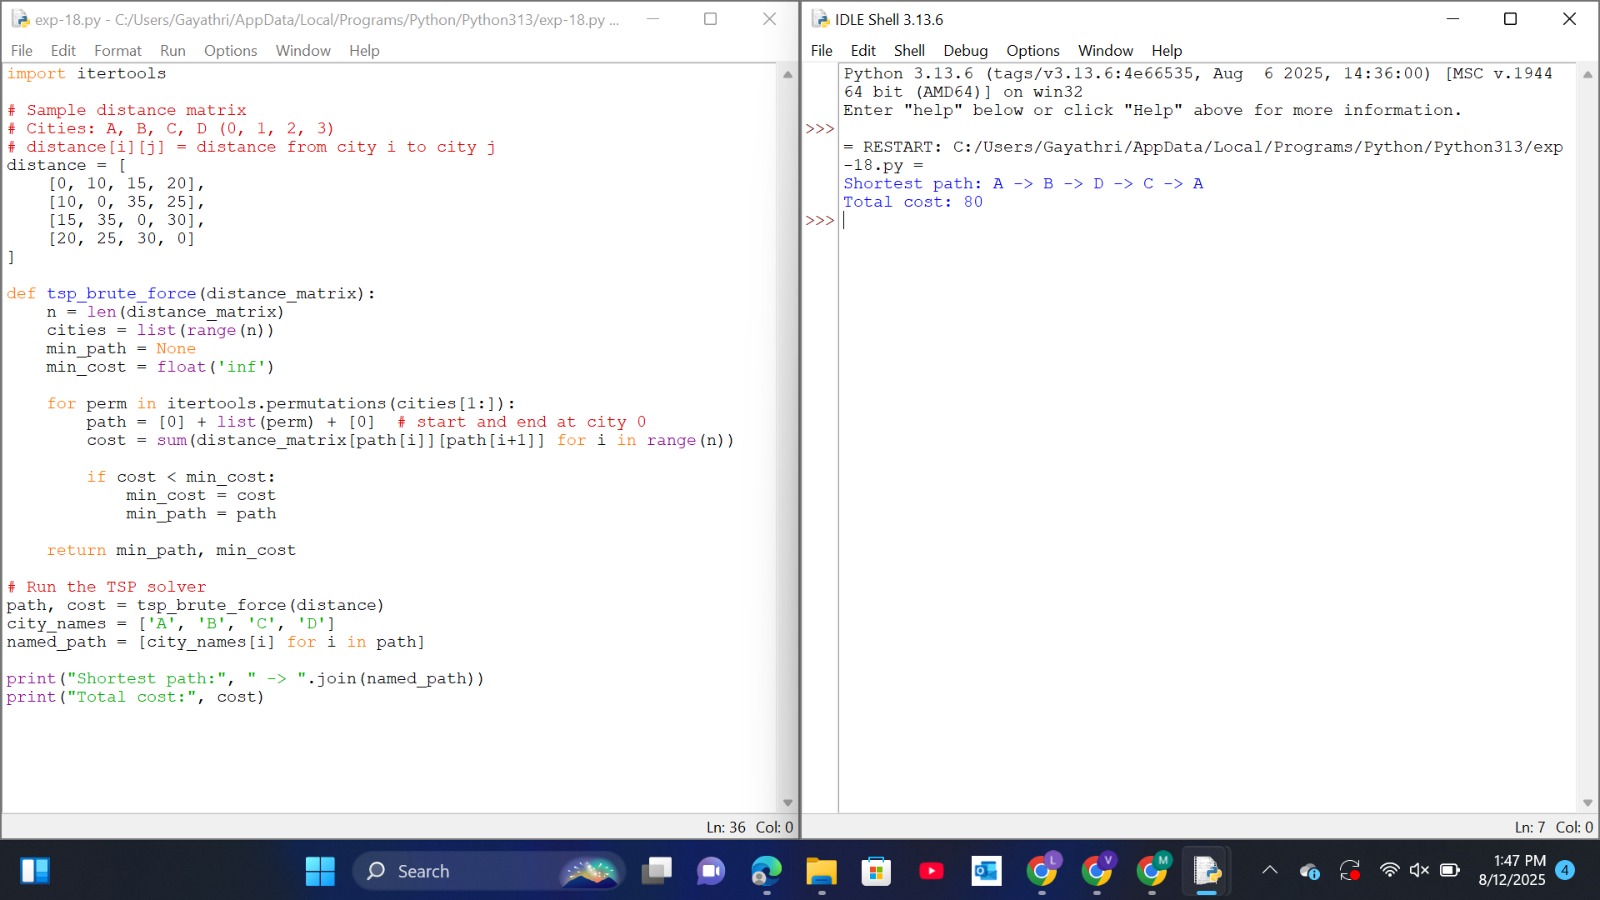 exp-18.py - C:/Users/Gayathri/AppData/Local/Programs/Python/Python313/exp-18.py ...
File Edit Format Run Options Window Help
import itertools

# Sample distance matrix
# Cities: A, B, C, D (0, 1, 2, 3)
# distance[i][j] = distance from city i to city j
distance = [
    [0, 10, 15, 20],
    [10, 0, 35, 25],
    [15, 35, 0, 30],
    [20, 25, 30, 0]
]

def tsp_brute_force(distance_matrix):
    n = len(distance_matrix)
    cities = list(range(n))
    min_path = None
    min_cost = float('inf')

    for perm in itertools.permutations(cities[1:]):
        path = [0] + list(perm) + [0]  # start and end at city 0
        cost = sum(distance_matrix[path[i]][path[i+1]] for i in range(n))

        if cost < min_cost:
            min_cost = cost
            min_path = path

    return min_path, min_cost

# Run the TSP solver
path, cost = tsp_brute_force(distance)
city_names = ['A', 'B', 'C', 'D']
named_path = [city_names[i] for i in path]

print("Shortest path:", " -> ".join(named_path))
print("Total cost:", cost)
Ln: 36 Col: 0
IDLE Shell 3.13.6
File Edit Shell Debug Options Window Help
Python 3.13.6 (tags/v3.13.6:4e66535, Aug  6 2025, 14:36:00) [MSC v.1944
64 bit (AMD64)] on win32
Enter "help" below or click "Help" above for more information.
>>>
= RESTART: C:/Users/Gayathri/AppData/Local/Programs/Python/Python313/exp
-18.py =
Shortest path: A -> B -> D -> C -> A
Total cost: 80
>>>
Ln: 7 Col: 0
Search
L
V
M
1:47 PM
8/12/2025
4